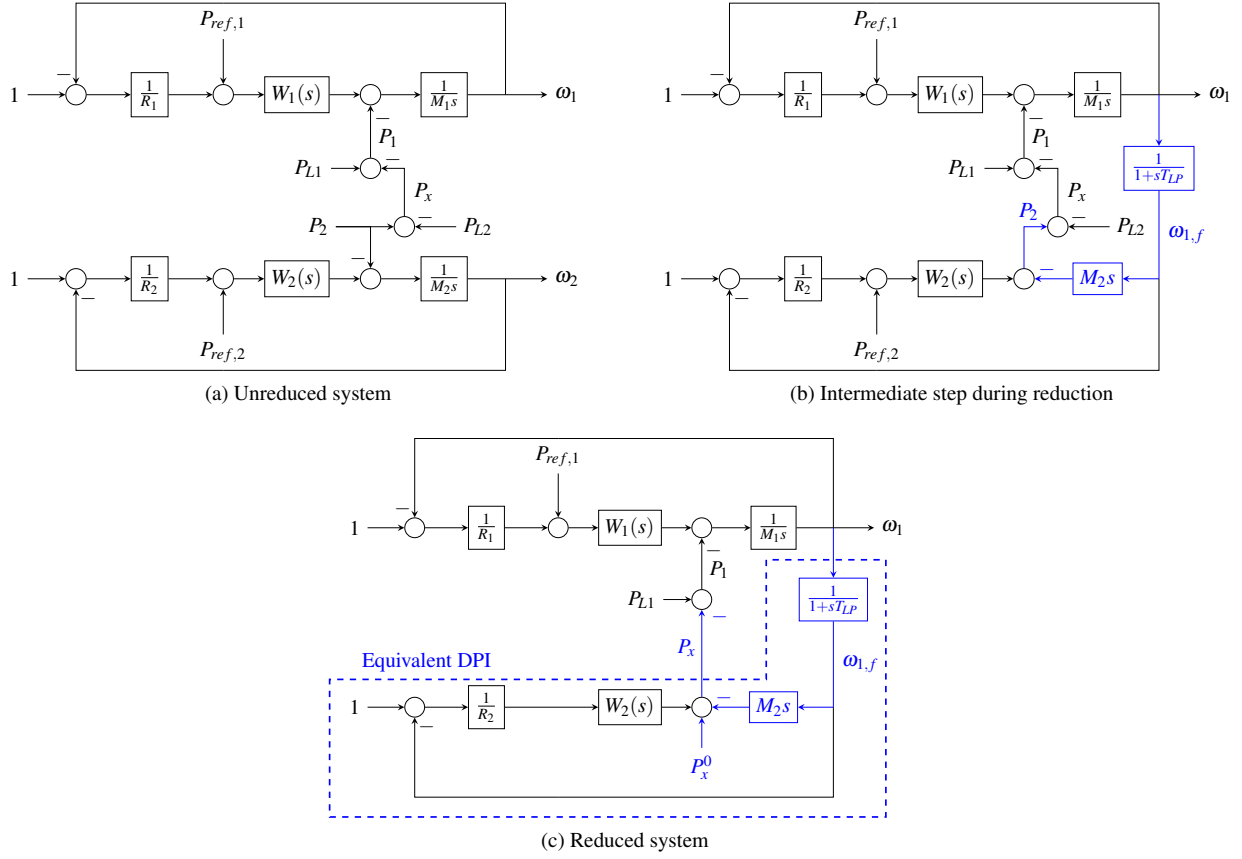 P_{ref,1}
1 − 1/R_1 W_1(s) 1/(M_1 s) ω_1
−
P_1
P_{L1} −
P_x
P_2 − P_{L2}
−
1 1/R_2 W_2(s) 1/(M_2 s) ω_2
−
P_{ref,2}
(a) Unreduced system
P_{ref,1}
1 − 1/R_1 W_1(s) 1/(M_1 s) ω_1
−
P_1
P_{L1} − 1/(1+sT_{LP})
P_x
P_2 − P_{L2} ω_{1,f}
1 1/R_2 W_2(s) − M_2 s
−
P_{ref,2}
(b) Intermediate step during reduction
P_{ref,1}
1 − 1/R_1 W_1(s) 1/(M_1 s) ω_1
−
P_1
P_{L1} 1/(1+sT_{LP})
−
P_x ω_{1,f}
Equivalent DPI
1 1/R_2 W_2(s) − M_2 s
−
P_x^0
(c) Reduced system